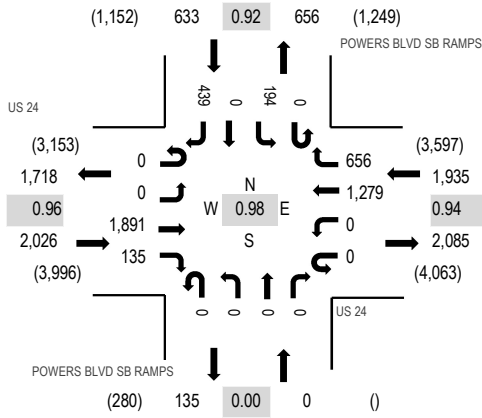 (1,152) 633 0.92 656 (1,249)
POWERS BLVD SB RAMPS
439 0 194 0
US 24
(3,153) (3,597)
1,718 0 656 1,935
0 1,279
0.96 W N 0.98 E S 0.94
1,891 0
2,026 135 0 2,085
(3,996) (4,063)
0 0 0 0
US 24
POWERS BLVD SB RAMPS
(280) 135 0.00 0 ()